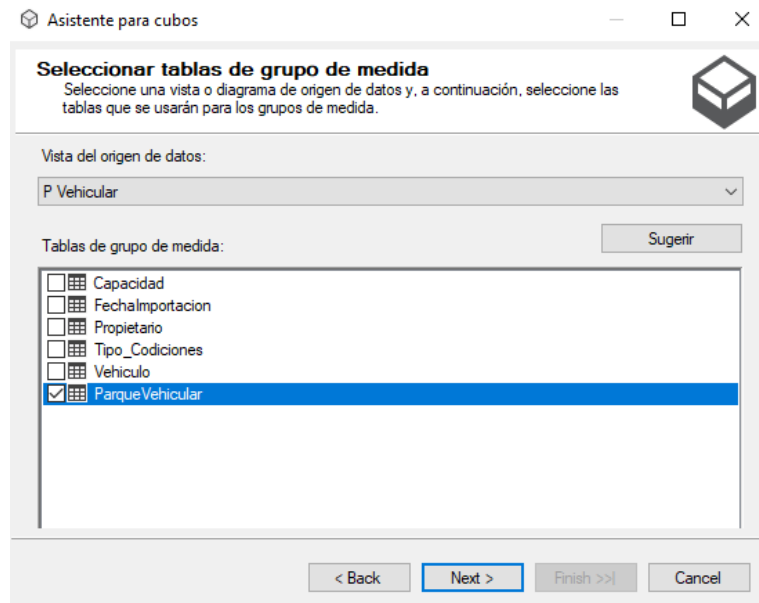 Asistente para cubos
Seleccionar tablas de grupo de medida
Seleccione una vista o diagrama de origen de datos y, a continuación, seleccione las
tablas que se usarán para los grupos de medida.
Vista del origen de datos:
P Vehicular
Sugerir
Tablas de grupo de medida:
Capacidad
FechaImportacion
Propietario
Tipo_Codiciones
Vehiculo
ParqueVehicular
< Back
Next >
Finish >>|
Cancel